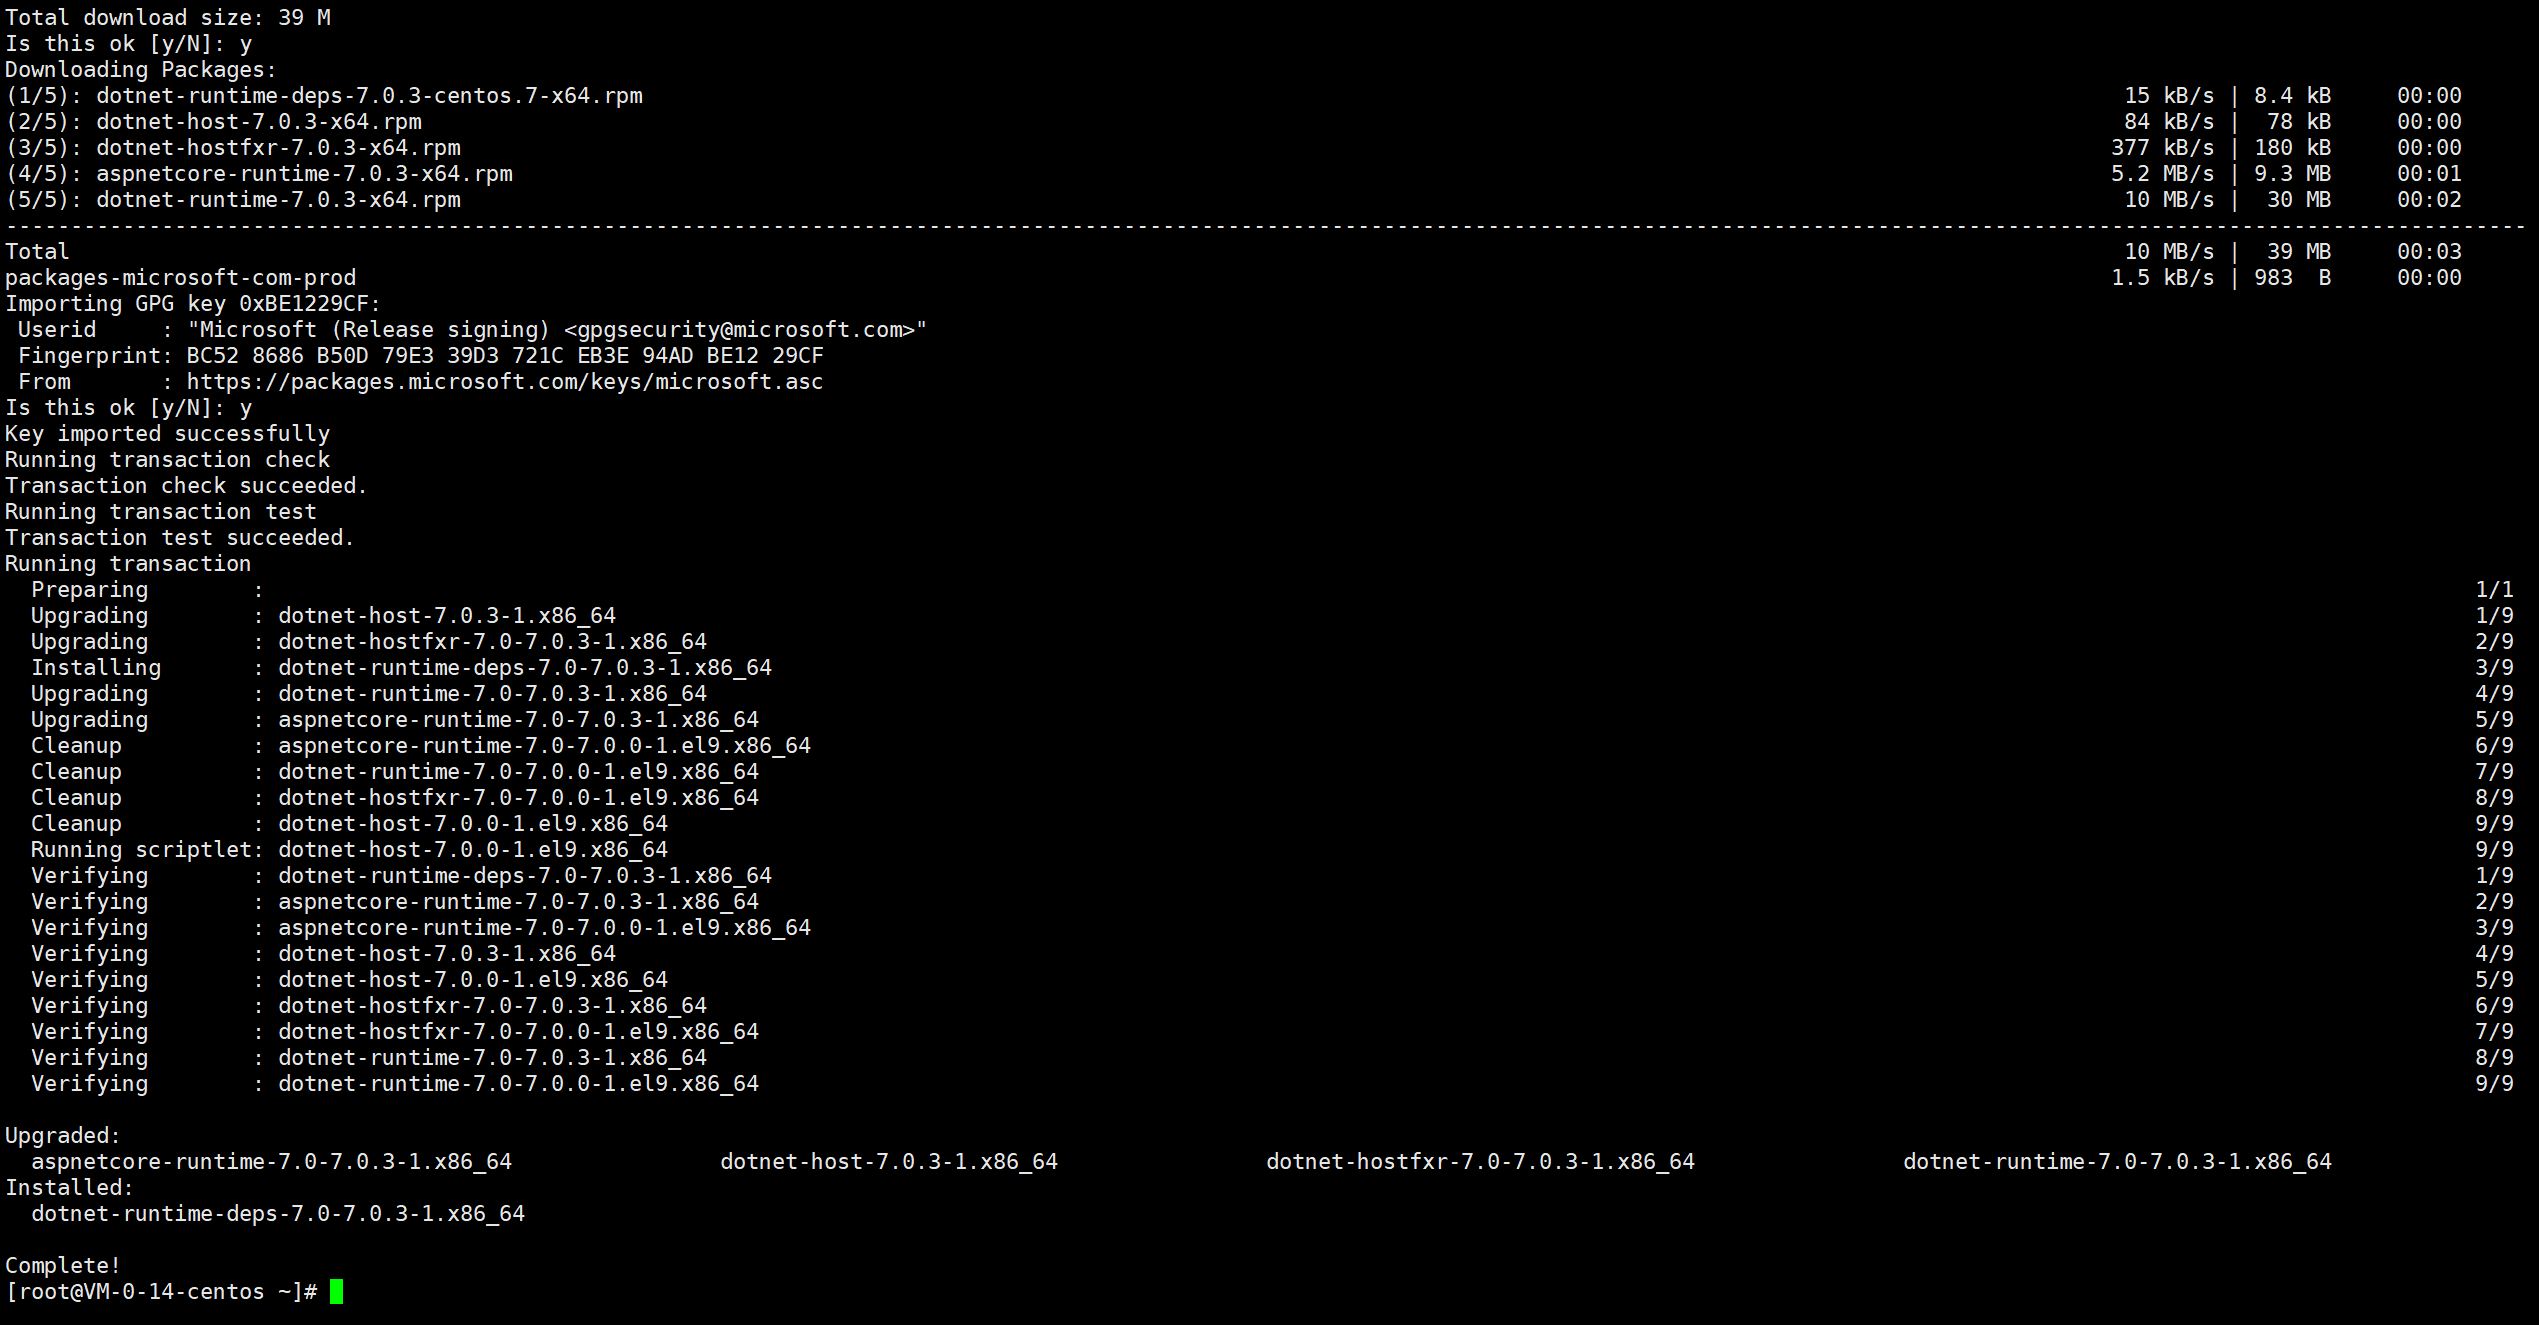 Total download size: 39 M
Is this ok [y/N]: y
Downloading Packages:
(1/5): dotnet-runtime-deps-7.0.3-centos.7-x64.rpm 15 kB/s | 8.4 kB 00:00
(2/5): dotnet-host-7.0.3-x64.rpm 84 kB/s | 78 kB 00:00
(3/5): dotnet-hostfxr-7.0.3-x64.rpm 377 kB/s | 180 kB 00:00
(4/5): aspnetcore-runtime-7.0.3-x64.rpm 5.2 MB/s | 9.3 MB 00:01
(5/5): dotnet-runtime-7.0.3-x64.rpm 10 MB/s | 30 MB 00:02
--------------------------------------------------------------------------------
Total 10 MB/s | 39 MB 00:03
packages-microsoft-com-prod 1.5 kB/s | 983 B 00:00
Importing GPG key 0xBE1229CF:
 Userid : "Microsoft (Release signing) <gpgsecurity@microsoft.com>"
 Fingerprint: BC52 8686 B50D 79E3 39D3 721C EB3E 94AD BE12 29CF
 From : https://packages.microsoft.com/keys/microsoft.asc
Is this ok [y/N]: y
Key imported successfully
Running transaction check
Transaction check succeeded.
Running transaction test
Transaction test succeeded.
Running transaction
  Preparing : 1/1
  Upgrading : dotnet-host-7.0.3-1.x86_64 1/9
  Upgrading : dotnet-hostfxr-7.0-7.0.3-1.x86_64 2/9
  Installing : dotnet-runtime-deps-7.0-7.0.3-1.x86_64 3/9
  Upgrading : dotnet-runtime-7.0-7.0.3-1.x86_64 4/9
  Upgrading : aspnetcore-runtime-7.0-7.0.3-1.x86_64 5/9
  Cleanup : aspnetcore-runtime-7.0-7.0.0-1.el9.x86_64 6/9
  Cleanup : dotnet-runtime-7.0-7.0.0-1.el9.x86_64 7/9
  Cleanup : dotnet-hostfxr-7.0-7.0.0-1.el9.x86_64 8/9
  Cleanup : dotnet-host-7.0.0-1.el9.x86_64 9/9
  Running scriptlet: dotnet-host-7.0.0-1.el9.x86_64 9/9
  Verifying : dotnet-runtime-deps-7.0-7.0.3-1.x86_64 1/9
  Verifying : aspnetcore-runtime-7.0-7.0.3-1.x86_64 2/9
  Verifying : aspnetcore-runtime-7.0-7.0.0-1.el9.x86_64 3/9
  Verifying : dotnet-host-7.0.3-1.x86_64 4/9
  Verifying : dotnet-host-7.0.0-1.el9.x86_64 5/9
  Verifying : dotnet-hostfxr-7.0-7.0.3-1.x86_64 6/9
  Verifying : dotnet-hostfxr-7.0-7.0.0-1.el9.x86_64 7/9
  Verifying : dotnet-runtime-7.0-7.0.3-1.x86_64 8/9
  Verifying : dotnet-runtime-7.0-7.0.0-1.el9.x86_64 9/9
Upgraded:
  aspnetcore-runtime-7.0-7.0.3-1.x86_64 dotnet-host-7.0.3-1.x86_64 dotnet-hostfxr-7.0-7.0.3-1.x86_64 dotnet-runtime-7.0-7.0.3-1.x86_64
Installed:
  dotnet-runtime-deps-7.0-7.0.3-1.x86_64
Complete!
[root@VM-0-14-centos ~]#